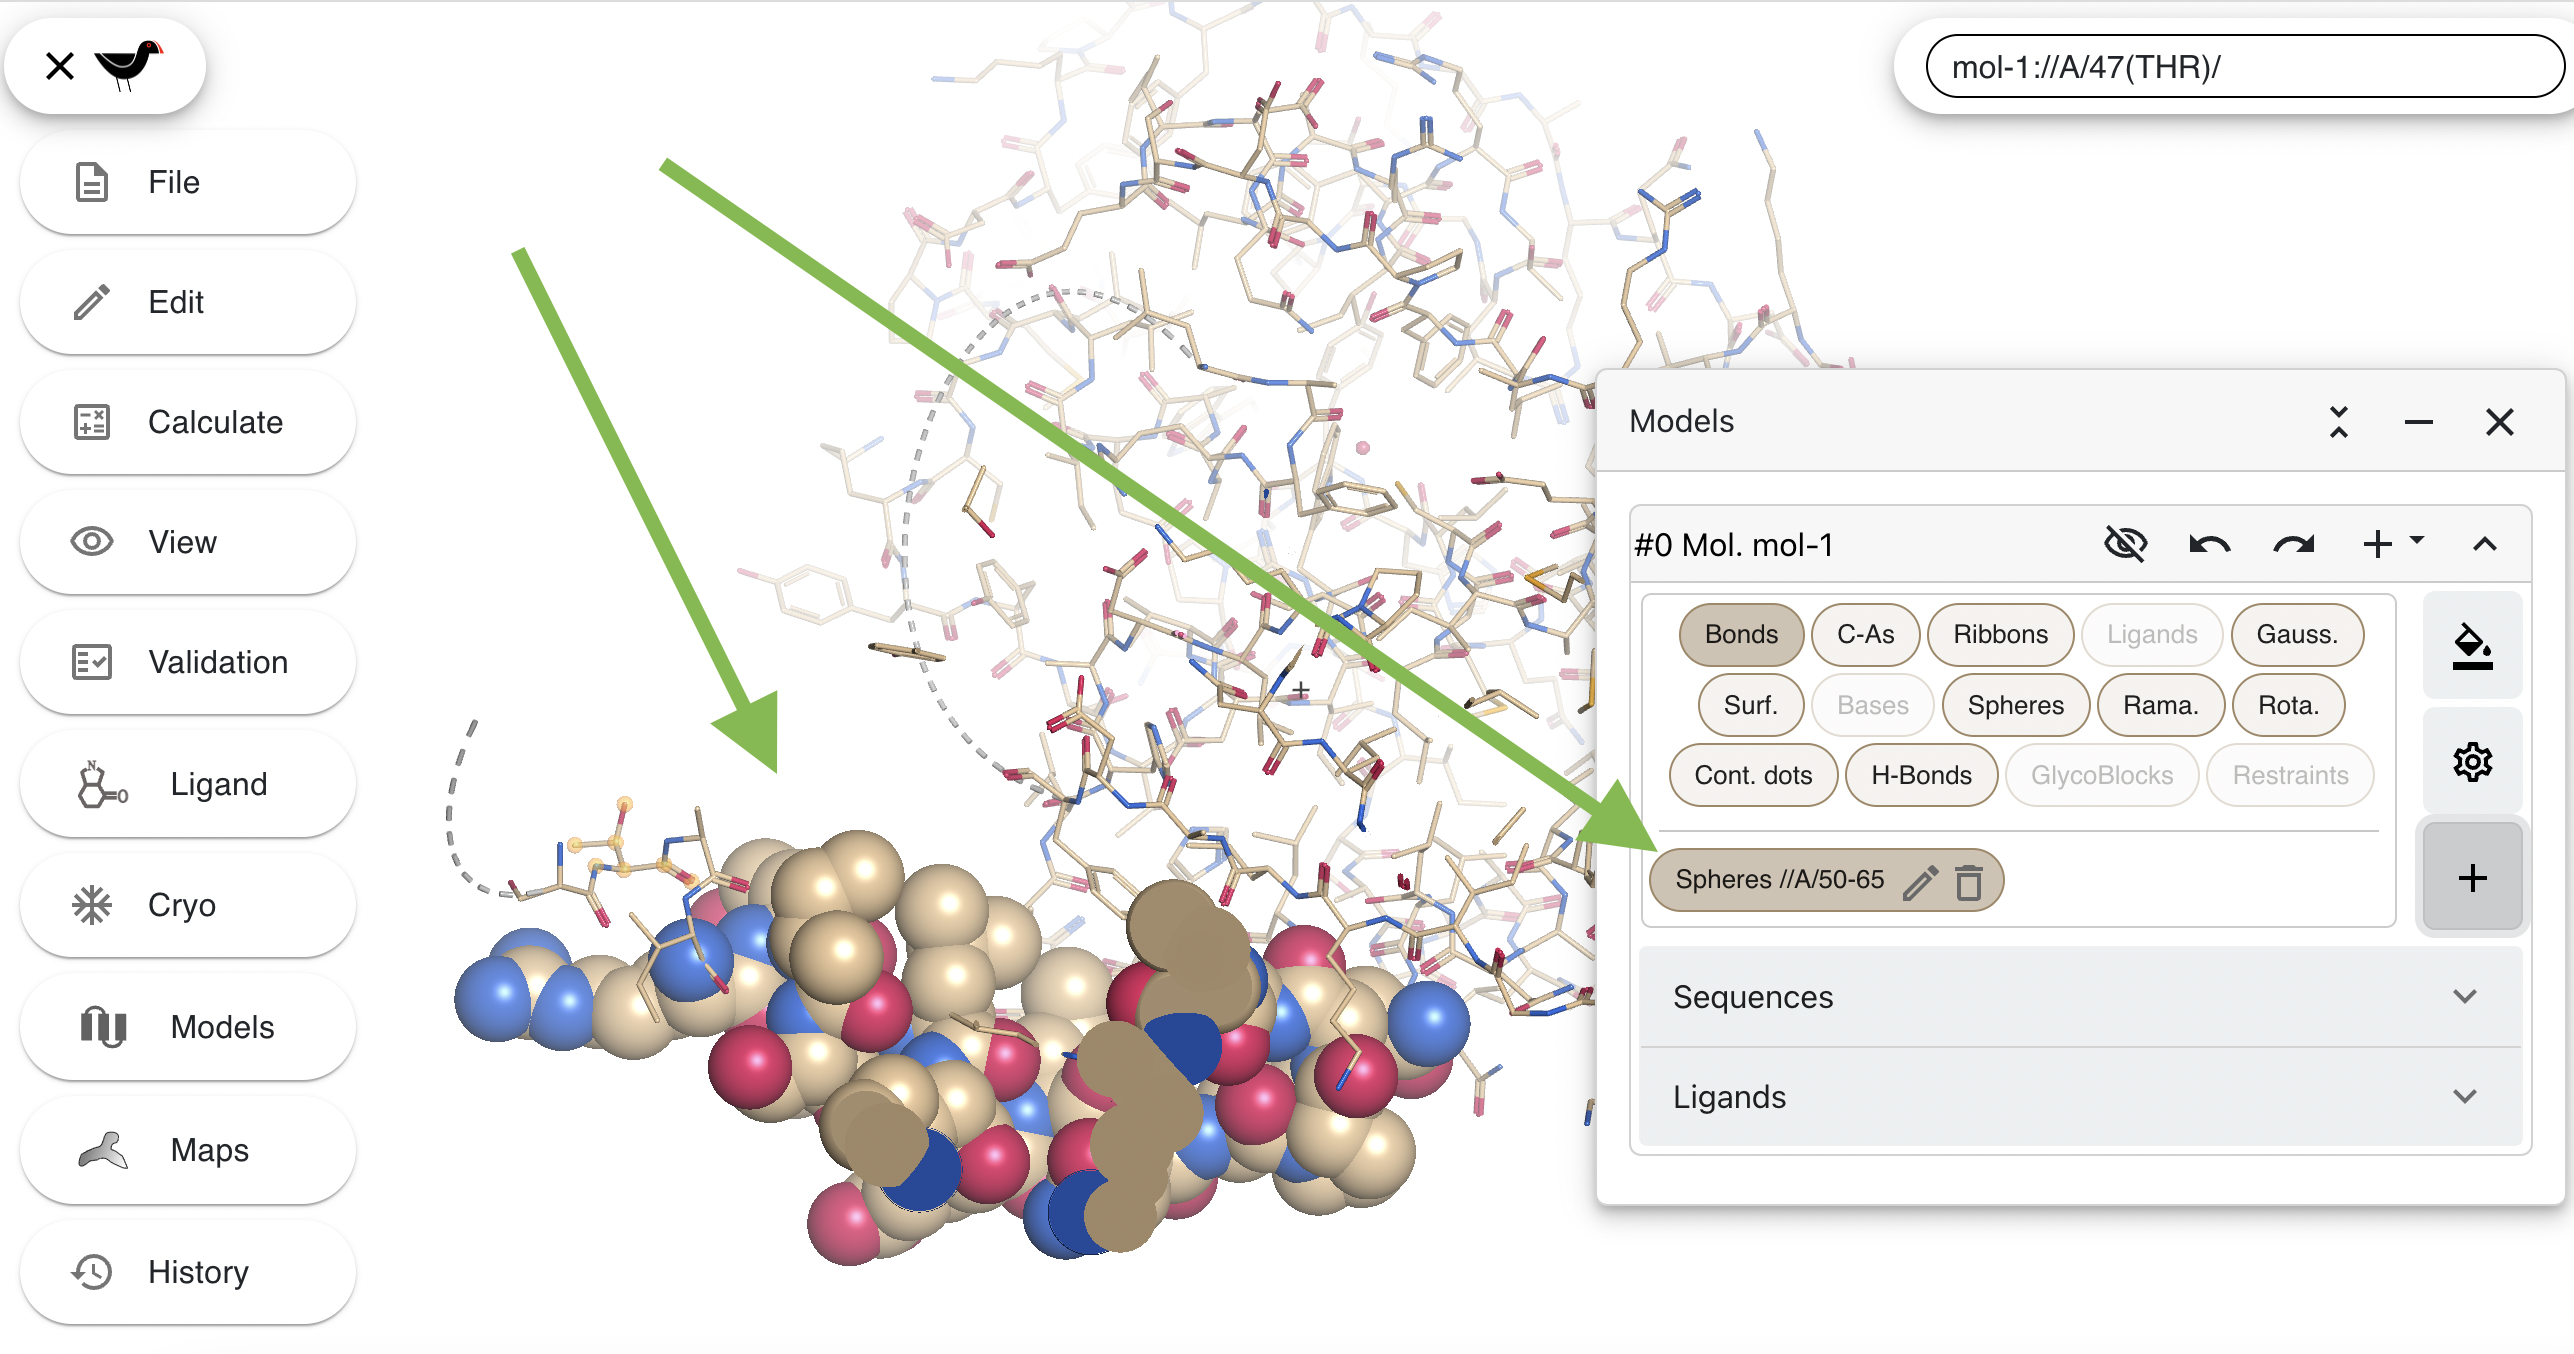 mol-1://A/47(THR)/
File
Edit
Calculate
View
Validation
N
O
Ligand
Cryo
Models
Maps
History
Models
#0 Mol. mol-1
Bonds
C-As
Ribbons
Ligands
Gauss.
Surf.
Bases
Spheres
Rama.
Rota.
Cont. dots
H-Bonds
GlycoBlocks
Restraints
Spheres //A/50-65
Sequences
Ligands